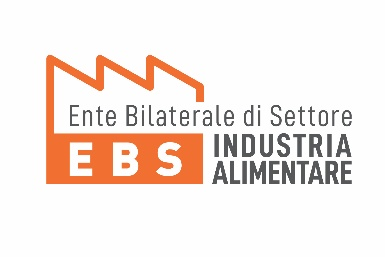 Ente Bilaterale di Settore
EBS INDUSTRIA
ALIMENTARE